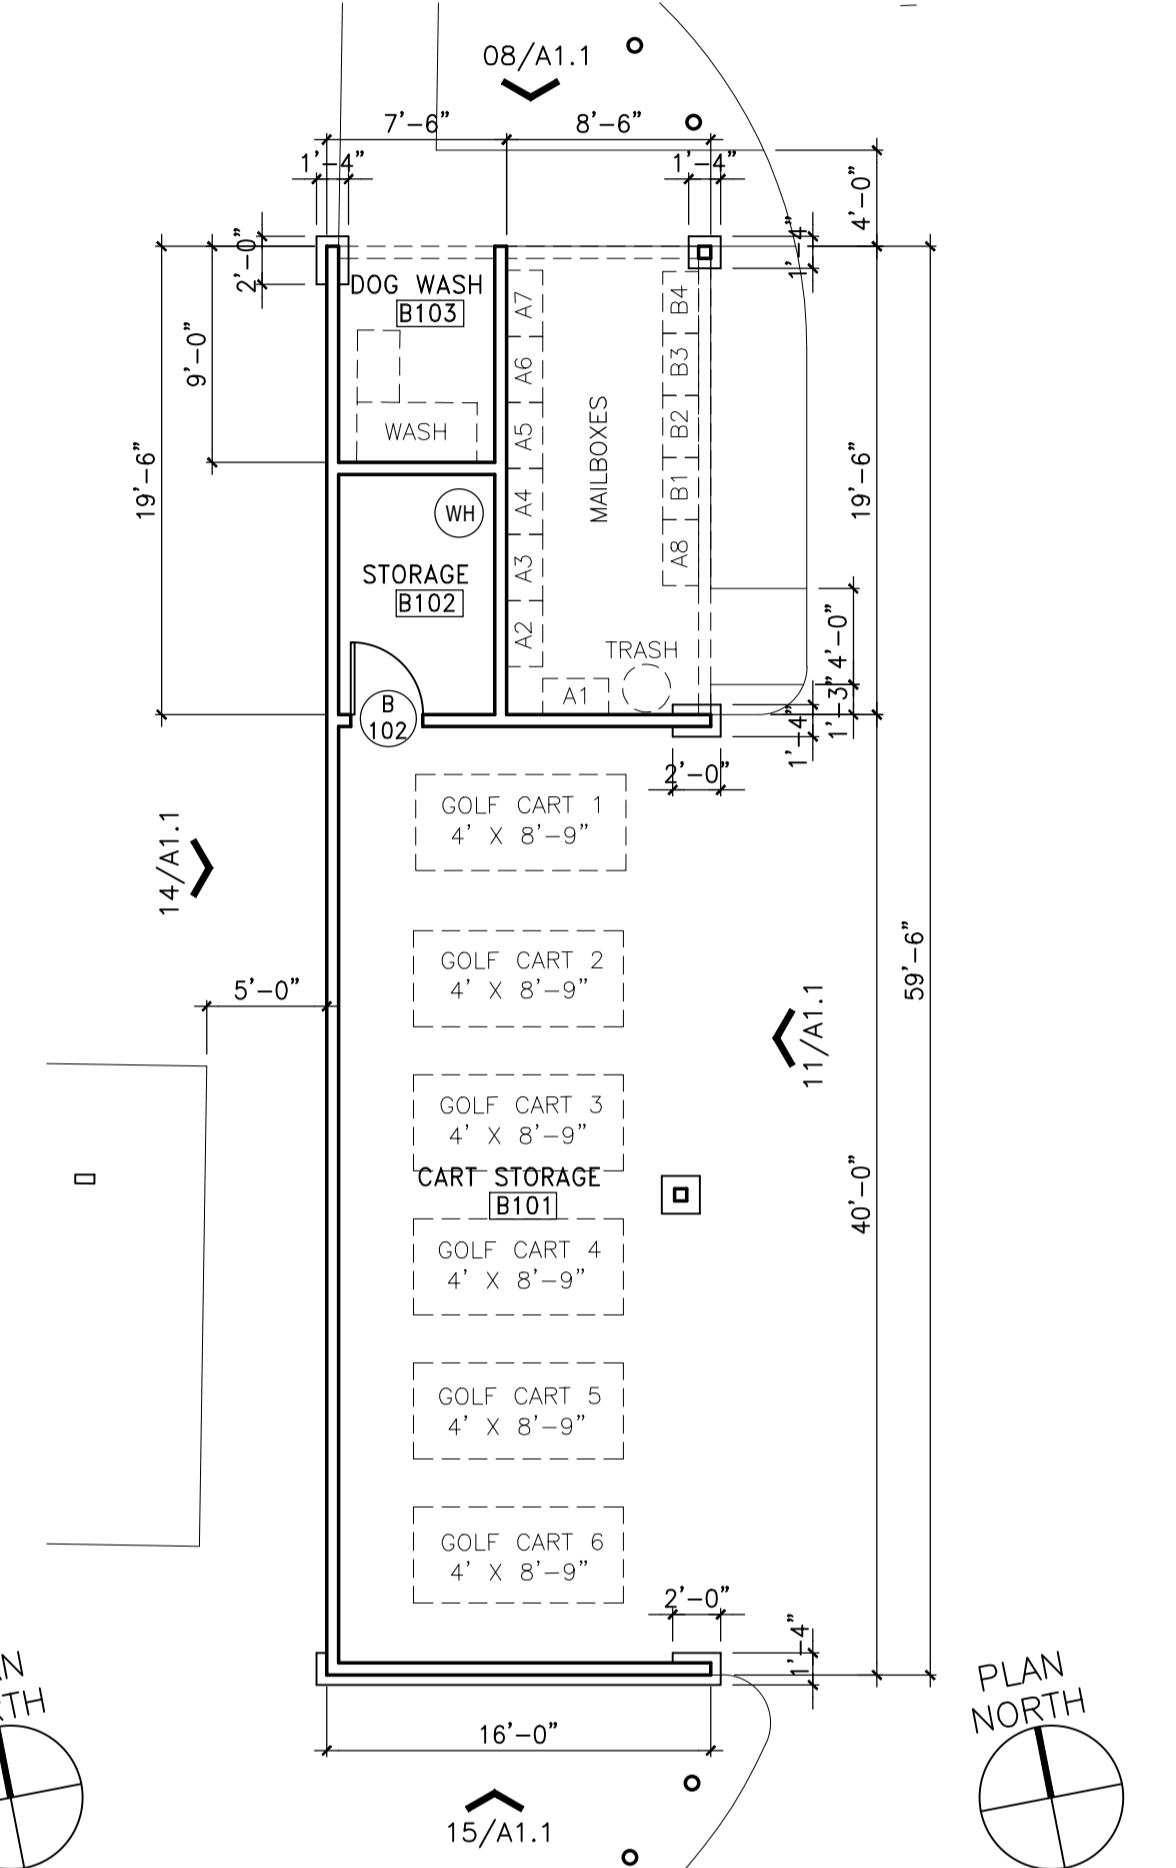 08/A1.1
7'-6"
8'-6"
1'-4"
1'-4"
4'-0"
2'-0"
1'-4"
DOG WASH
B103
9'-0"
19'-6"
WASH
A7
A6
A5
A4
A3
A2
A1
MAILBOXES
B4
B3
B2
B1
A8
19'-6"
WH
STORAGE
B102
TRASH
B
102
4'-0"
1'-3"
1'-4"
2'-0"
GOLF CART 1
4' X 8'-9"
14/A1.1
GOLF CART 2
4' X 8'-9"
5'-0"
59'-6"
11/A1.1
GOLF CART 3
4' X 8'-9"
CART STORAGE
B101
40'-0"
GOLF CART 4
4' X 8'-9"
GOLF CART 5
4' X 8'-9"
GOLF CART 6
4' X 8'-9"
2'-0"
1'-4"
16'-0"
15/A1.1
N
TH
PLAN
NORTH